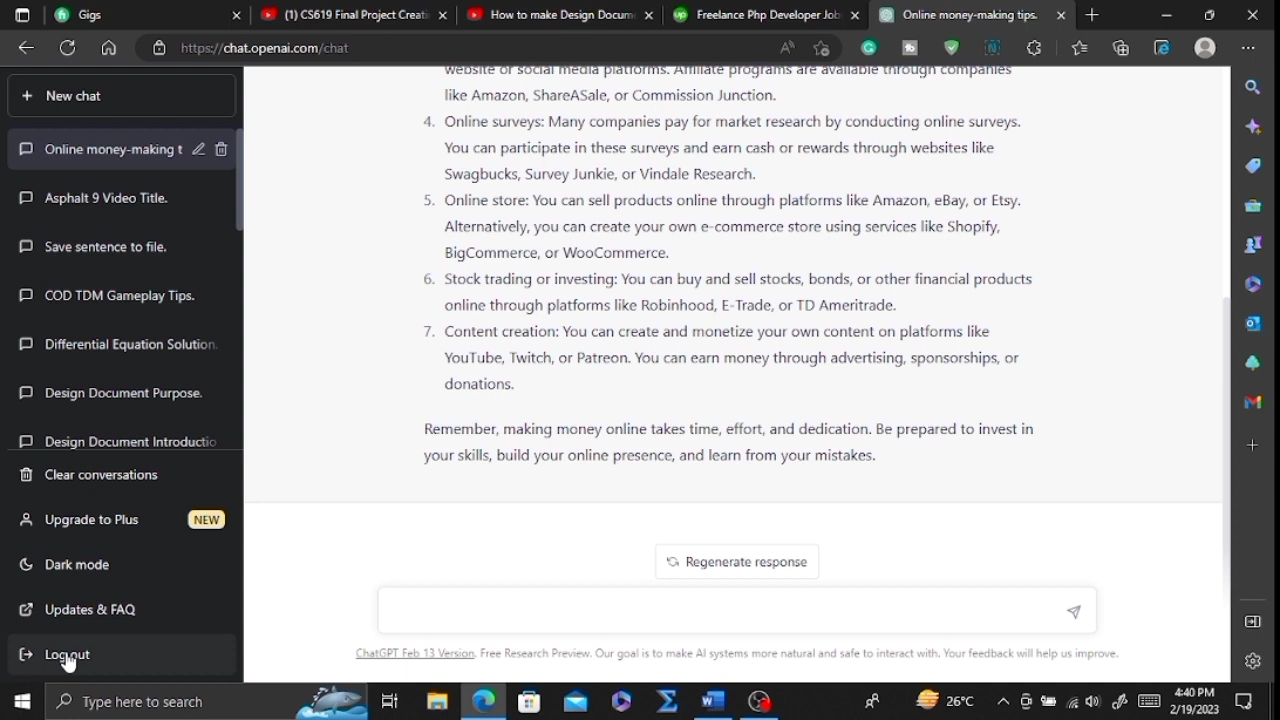 Gigs
(1) CS619 Final Project Creati
How to make Design Docum
Freelance Php Developer Job
Online money-making tips.
https://chat.openai.com/chat
New chat
Online money-making t
Asphalt 9 Video Title.
Save sentence to file.
COD TDM Gameplay Tips.
Differential Equation Solution.
Design Document Purpose.
Design Document Introductio
Clear conversations
Upgrade to Plus NEW
Dark mode
Updates & FAQ
Log out
website or social media platforms. Affiliate programs are available through companies
like Amazon, ShareASale, or Commission Junction.
4. Online surveys: Many companies pay for market research by conducting online surveys.
You can participate in these surveys and earn cash or rewards through websites like
Swagbucks, Survey Junkie, or Vindale Research.
5. Online store: You can sell products online through platforms like Amazon, eBay, or Etsy.
Alternatively, you can create your own e-commerce store using services like Shopify,
BigCommerce, or WooCommerce.
6. Stock trading or investing: You can buy and sell stocks, bonds, or other financial products
online through platforms like Robinhood, E-Trade, or TD Ameritrade.
7. Content creation: You can create and monetize your own content on platforms like
YouTube, Twitch, or Patreon. You can earn money through advertising, sponsorships, or
donations.
Remember, making money online takes time, effort, and dedication. Be prepared to invest in
your skills, build your online presence, and learn from your mistakes.
Regenerate response
ChatGPT Feb 13 Version. Free Research Preview. Our goal is to make AI systems more natural and safe to interact with. Your feedback will help us improve.
Type here to search
26°C
4:40 PM
2/19/2023